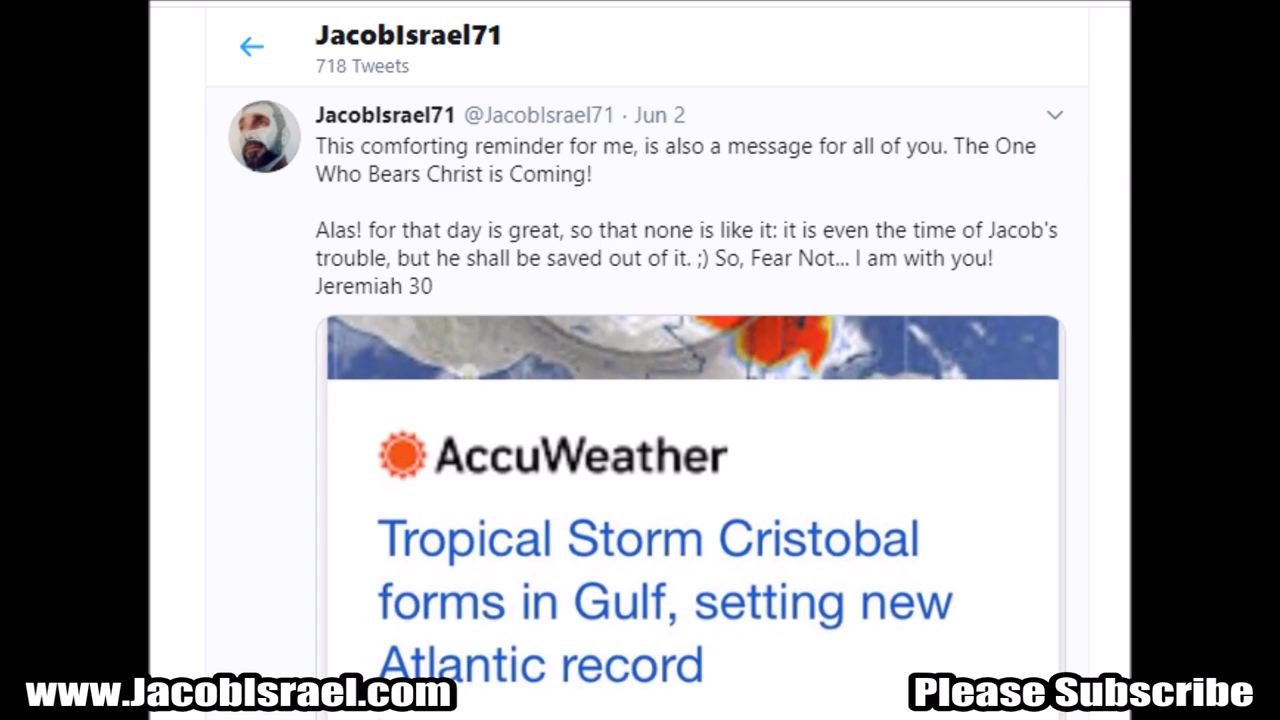 JacobIsrael71
718 Tweets
JacobIsrael71 @JacobIsrael71 · Jun 2
This comforting reminder for me, is also a message for all of you. The One
Who Bears Christ is Coming!
Alas! for that day is great, so that none is like it: it is even the time of Jacob's
trouble, but he shall be saved out of it. ;) So, Fear Not... I am with you!
Jeremiah 30
AccuWeather
Tropical Storm Cristobal
forms in Gulf, setting new
Atlantic record
www.JacobIsrael.com
Please Subscribe